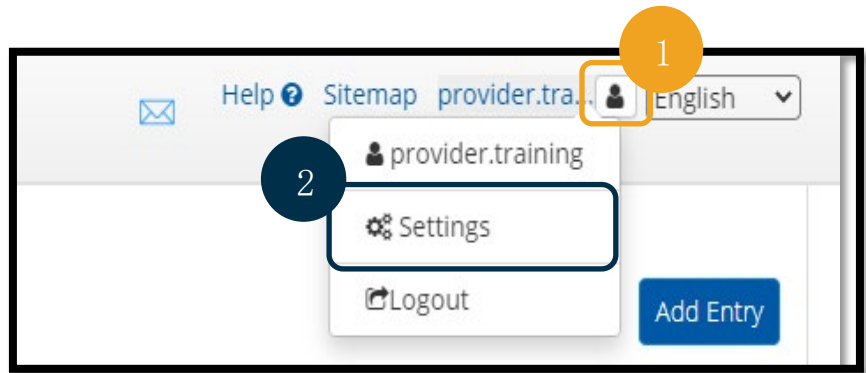 1
Help ? Sitemap provider.tra... English
provider.training
2
Settings
Logout
Add Entry